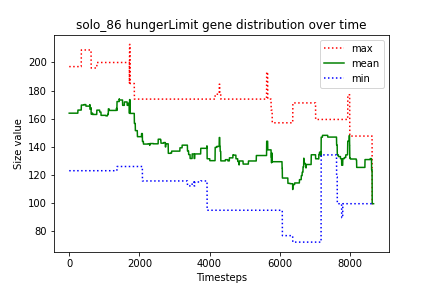 solo_86 hungerLimit gene distribution over time
max
mean
min
Size value
200
180
160
140
120
100
80
0
2000
4000
6000
8000
Timesteps